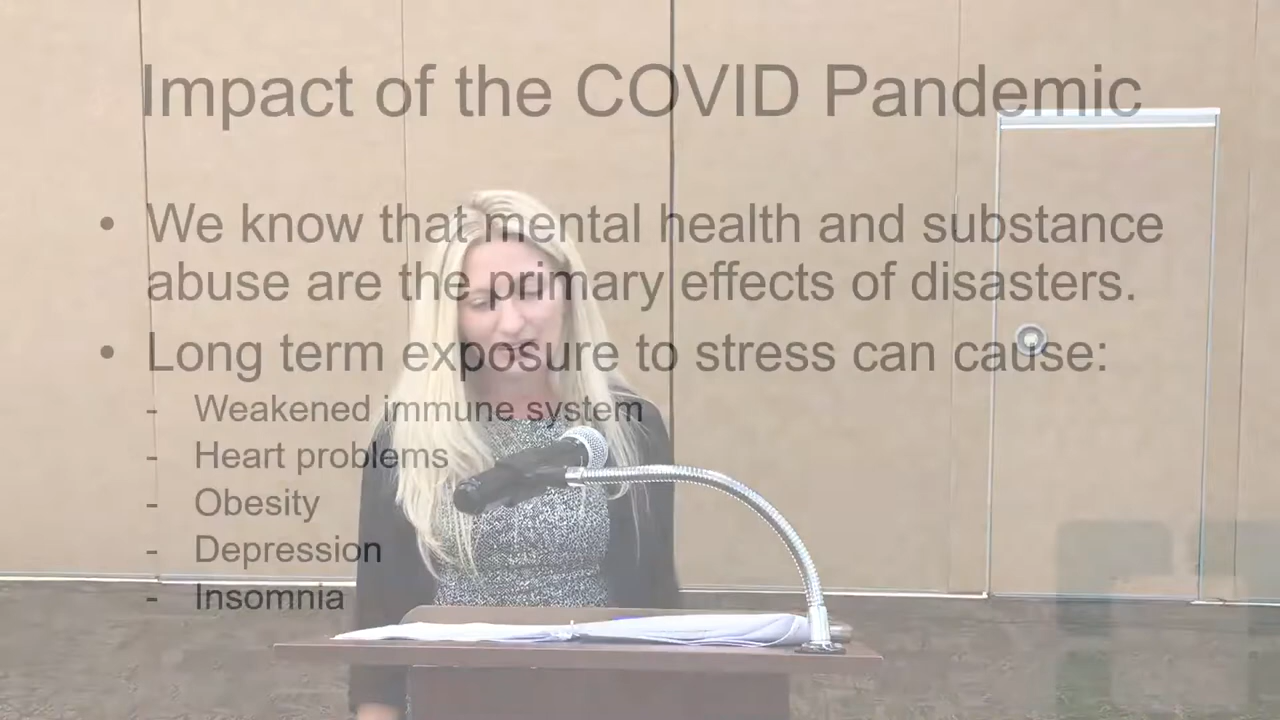 Impact of the COVID Pandemic
• We know that mental health and substance
abuse are the primary effects of disasters.
• Long term exposure to stress can cause:
- Weakened immune system
- Heart problems
- Obesity
- Depression
- Insomnia